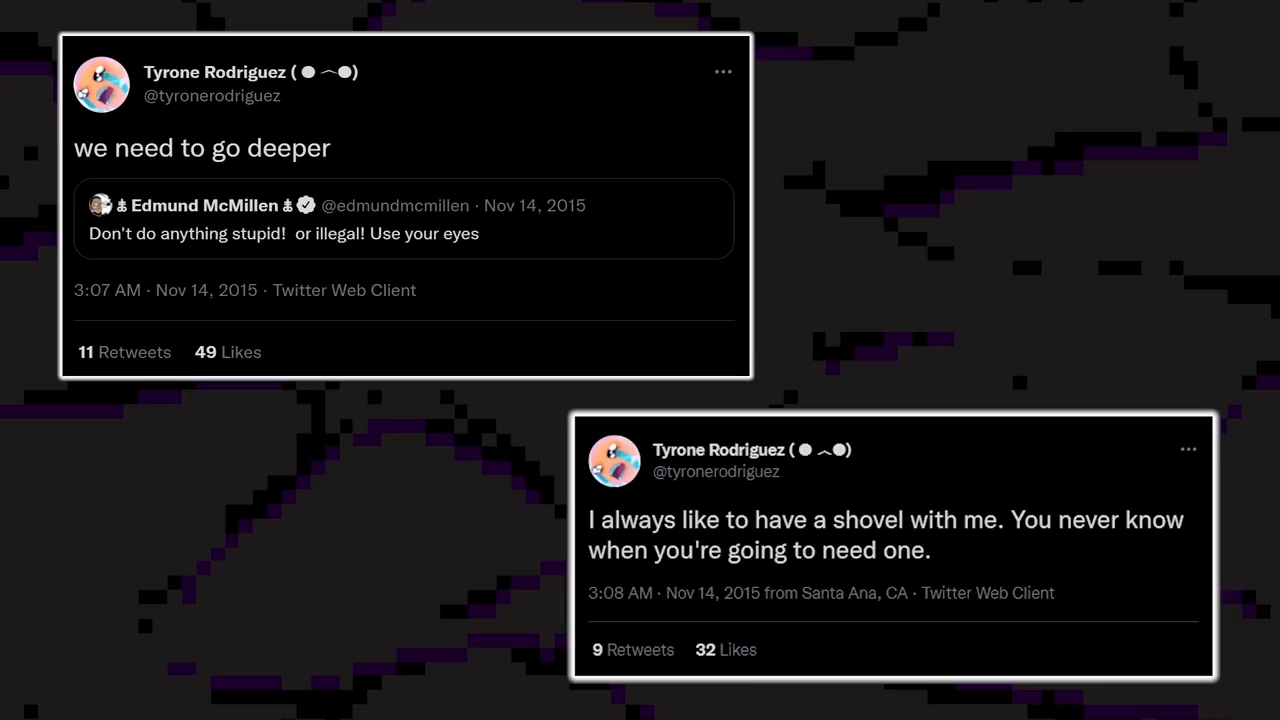 Tyrone Rodriguez ( ● ︵●)
@tyronerodriguez
we need to go deeper
⚷ Edmund McMillen ⚷ @edmundmcmillen · Nov 14, 2015
Don't do anything stupid!  or illegal! Use your eyes
3:07 AM · Nov 14, 2015 · Twitter Web Client
11 Retweets 49 Likes
Tyrone Rodriguez ( ● ︵●)
@tyronerodriguez
I always like to have a shovel with me. You never know
when you're going to need one.
3:08 AM · Nov 14, 2015 from Santa Ana, CA · Twitter Web Client
9 Retweets 32 Likes